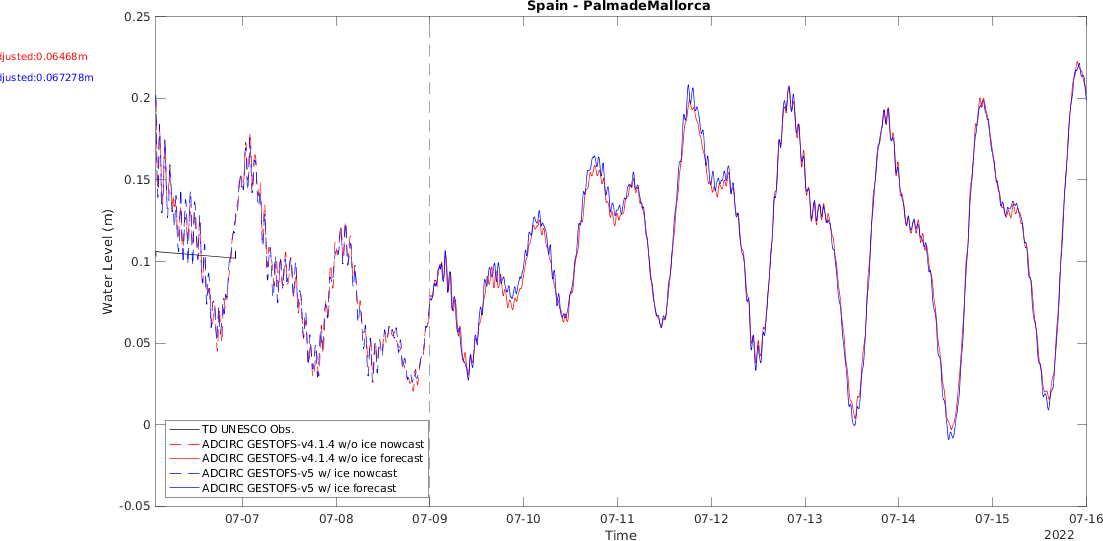 Spain - PalmadeMallorca
djusted:0.06468m
djusted:0.067278m
0.25
0.2
0.15
0.1
0.05
0
-0.05
Water Level (m)
TD UNESCO Obs.
ADCIRC GESTOFS-v4.1.4 w/o ice nowcast
ADCIRC GESTOFS-v4.1.4 w/o ice forecast
ADCIRC GESTOFS-v5 w/ ice nowcast
ADCIRC GESTOFS-v5 w/ ice forecast
07-07 07-08 07-09 07-10 07-11 07-12 07-13 07-14 07-15 07-16
Time
2022